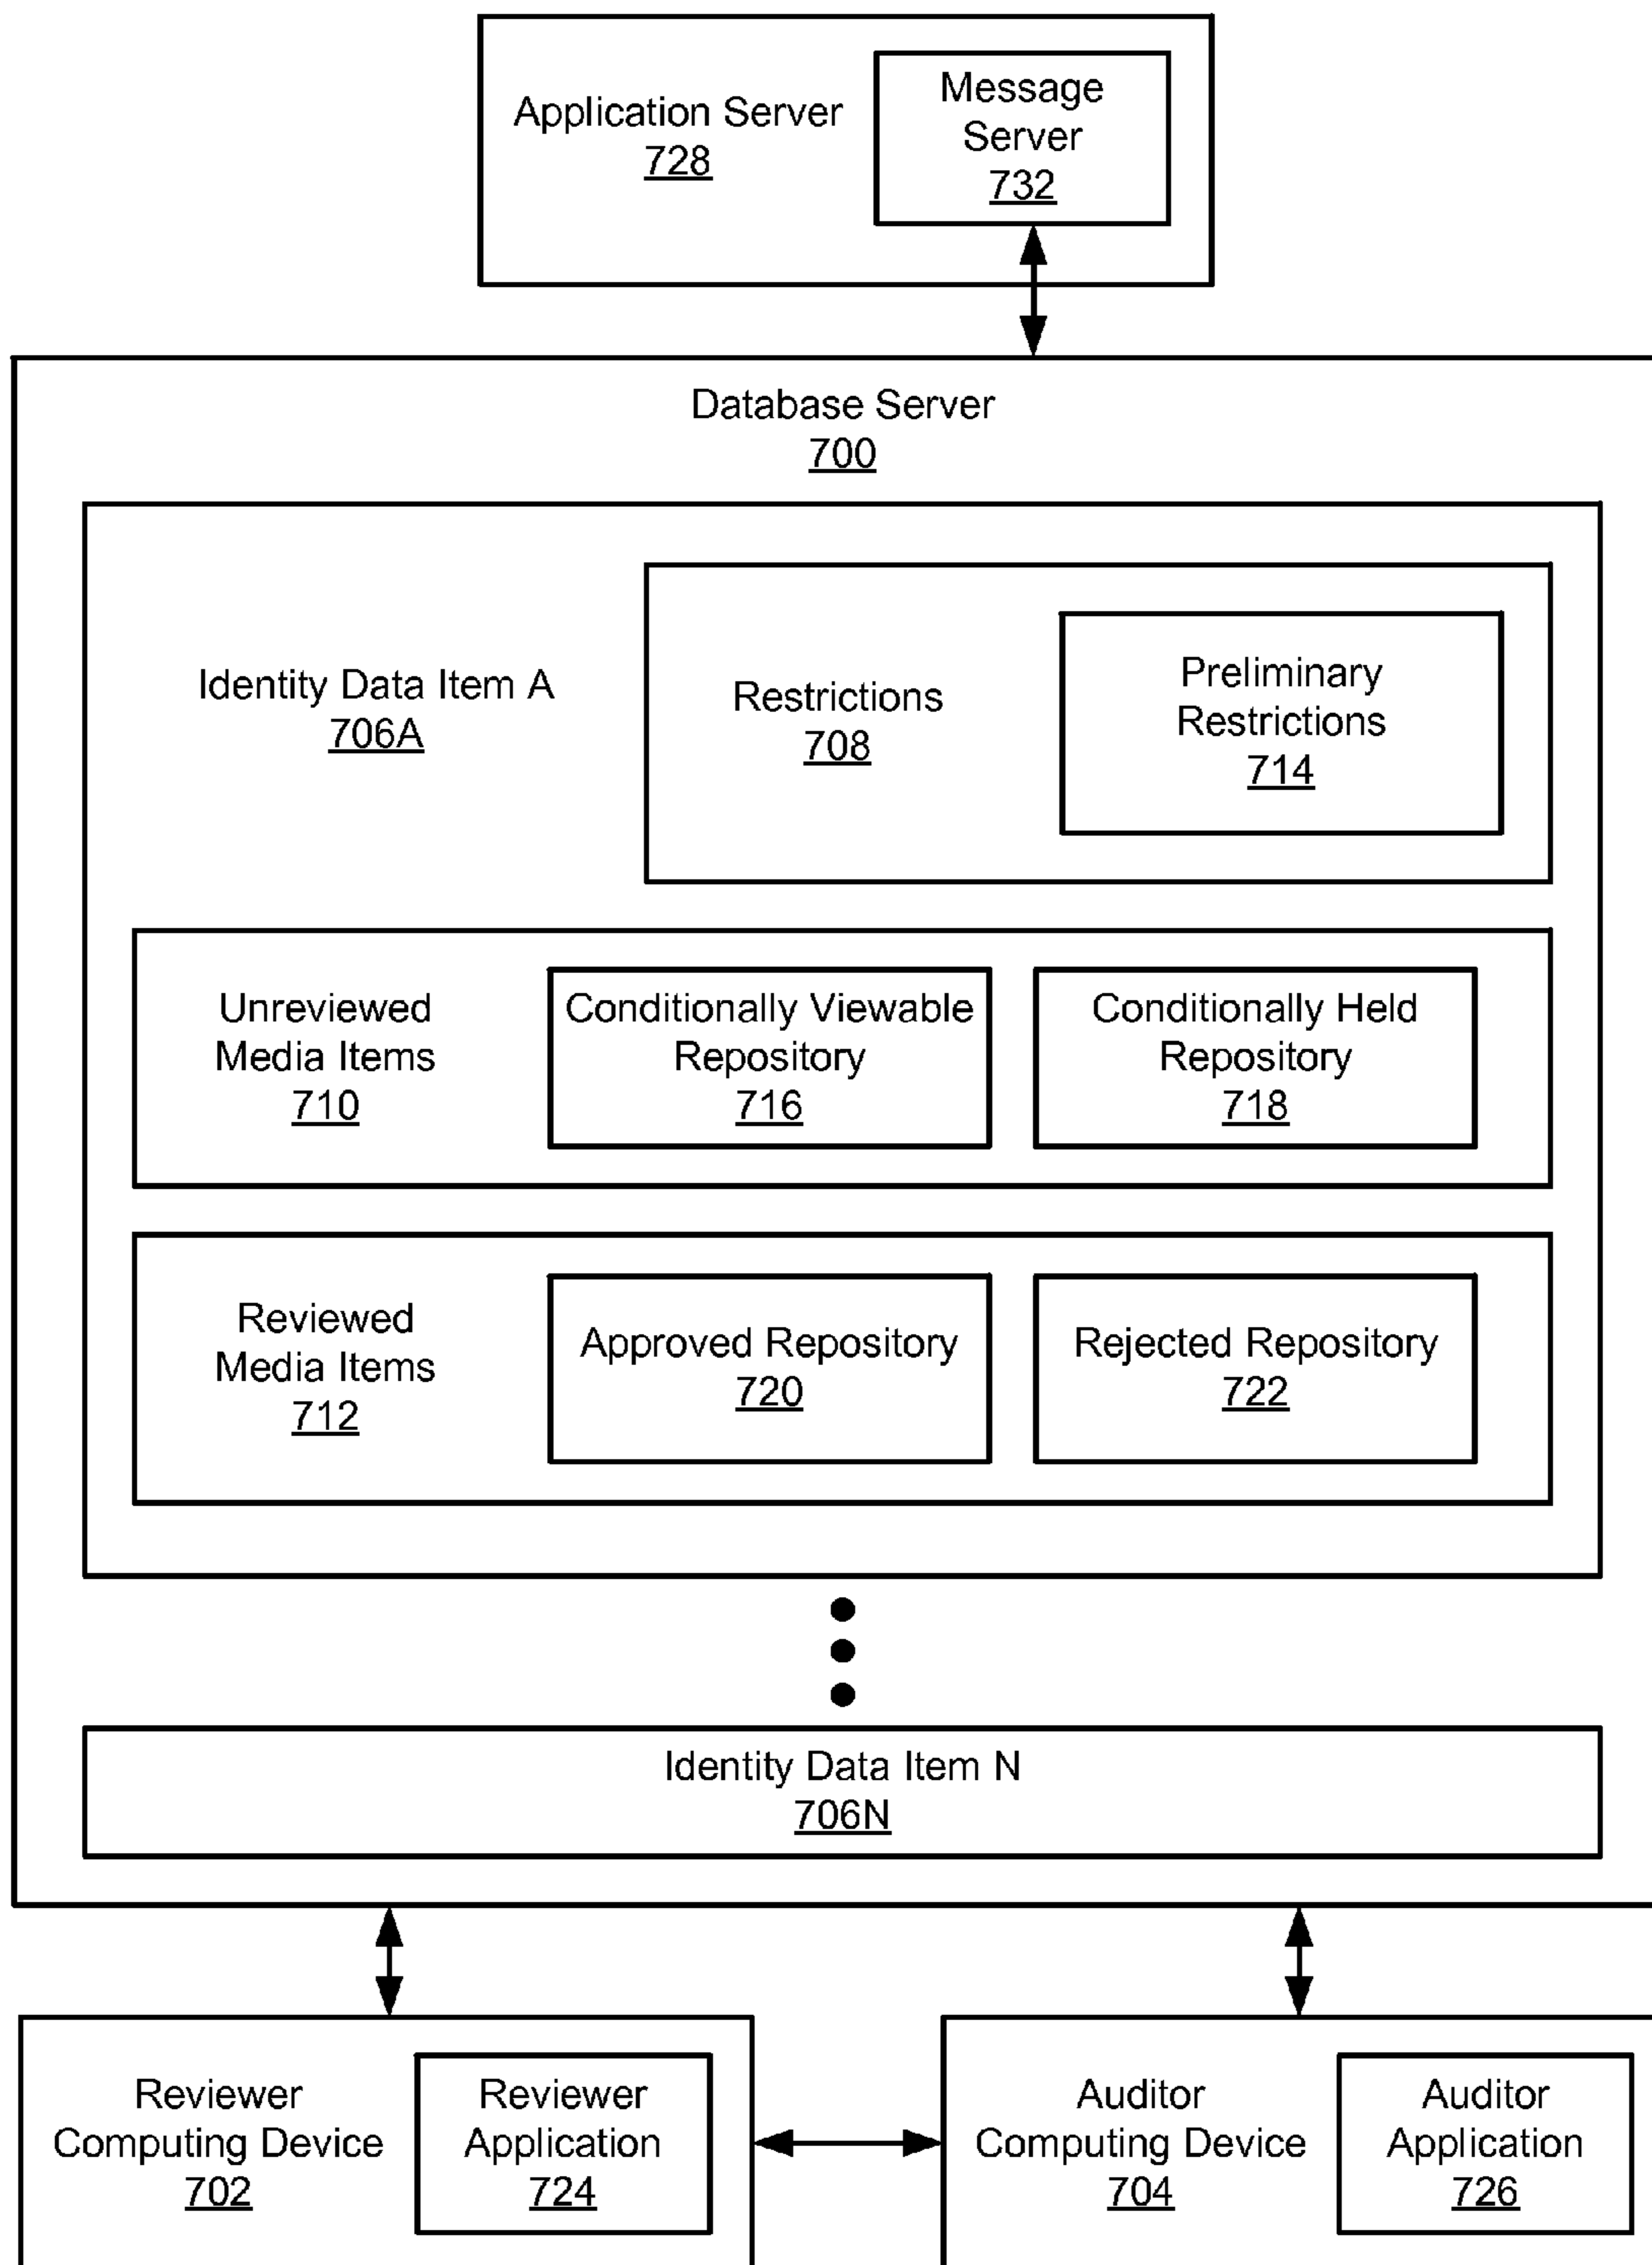 Application Server
728
Message
Server
732
Database Server
700
Identity Data Item A
706A
Restrictions
708
Preliminary
Restrictions
714
Unreviewed
Media Items
710
Conditionally Viewable
Repository
716
Conditionally Held
Repository
718
Reviewed
Media Items
712
Approved Repository
720
Rejected Repository
722
Identity Data Item N
706N
Reviewer
Computing Device
702
Reviewer
Application
724
Auditor
Computing Device
704
Auditor
Application
726